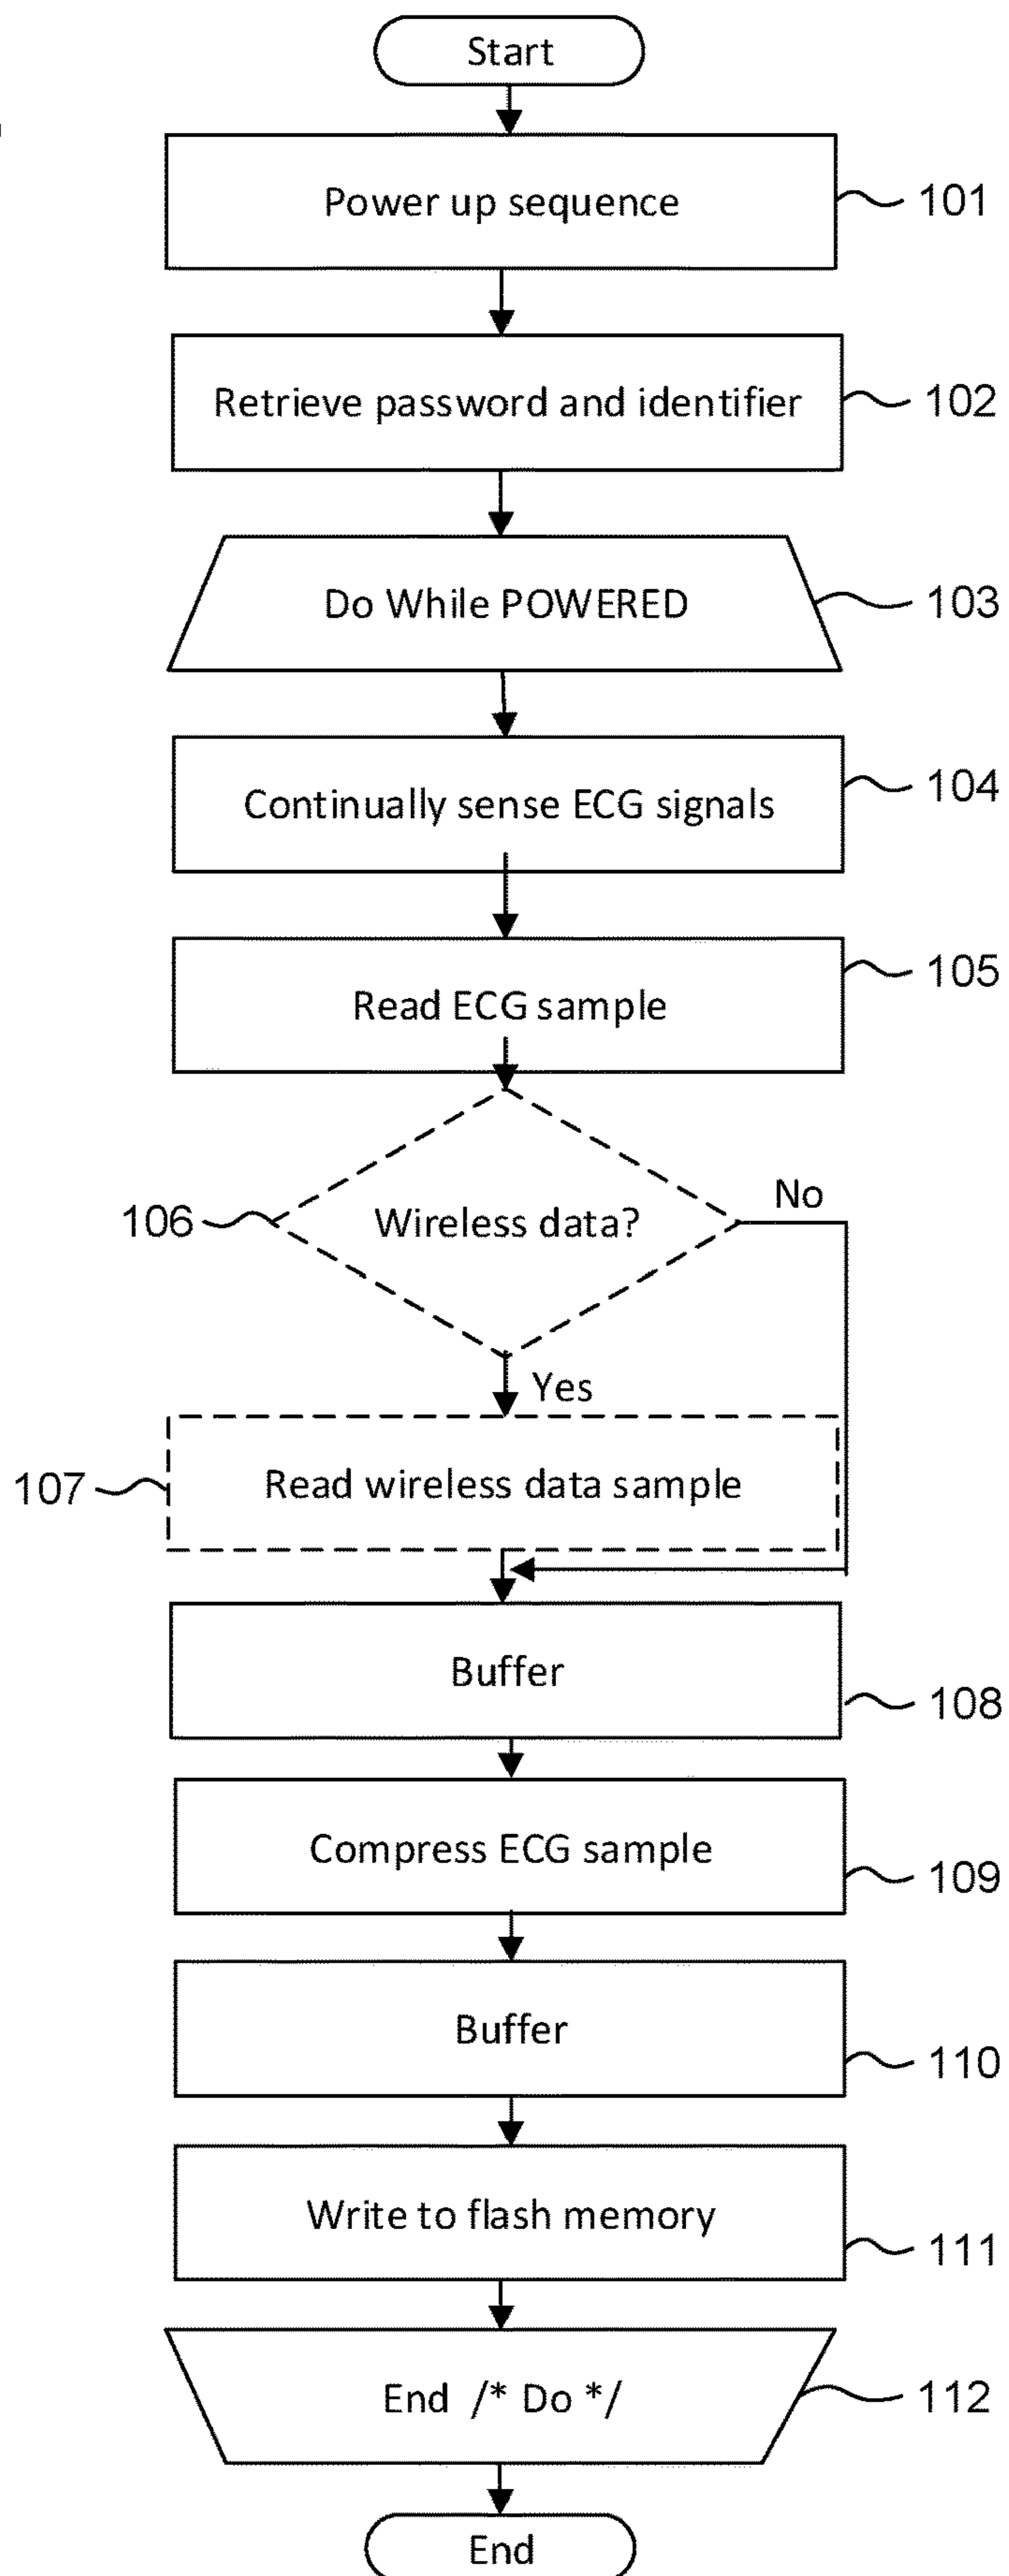 Start
Power up sequence
101
Retrieve password and identifier
102
Do While POWERED
103
Continually sense ECG signals
104
Read ECG sample
105
106
Wireless data?
No
Yes
107
Read wireless data sample
Buffer
108
Compress ECG sample
109
Buffer
110
Write to flash memory
111
End /* Do */
112
End